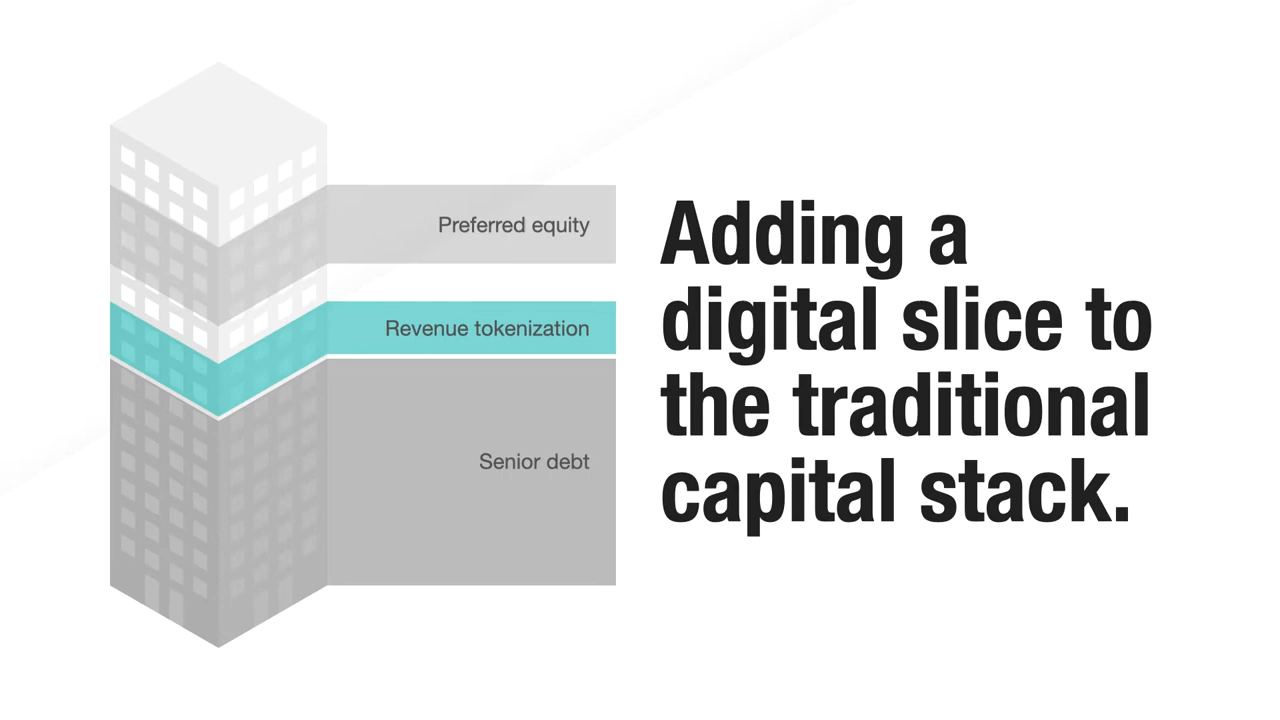 Preferred equity
Revenue tokenization
Senior debt
Adding a
digital slice to
the traditional
capital stack.